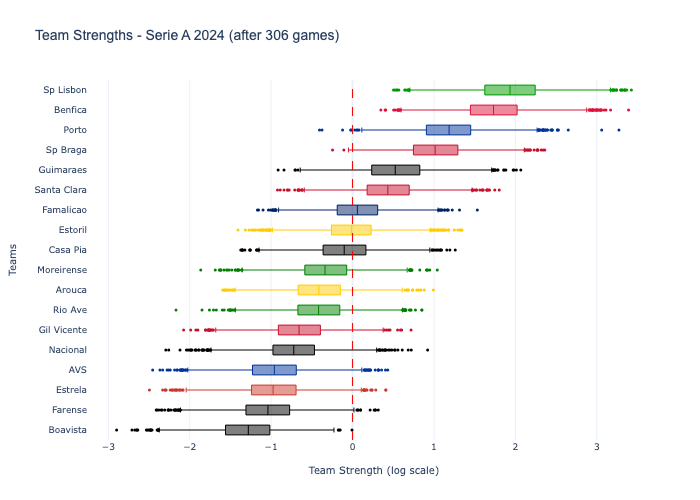 Team Strengths - Serie A 2024 (after 306 games)
Sp Lisbon
Benfica
Porto
Sp Braga
Guimaraes
Santa Clara
Famalicao
Estoril
Casa Pia
Moreirense
Arouca
Rio Ave
Gil Vicente
Nacional
AVS
Estrela
Farense
Boavista
Teams
−3 −2 −1 0 1 2 3
Team Strength (log scale)